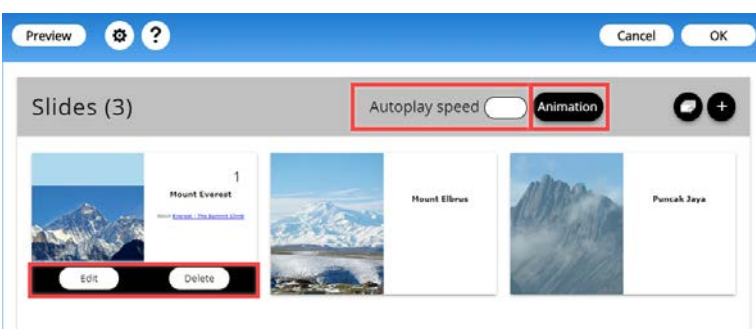 Preview ? Cancel OK
Slides (3) Autoplay speed Animation +
1
Mount Everest
About Everest - The Summit Climb
Mount Elbrus
Puncak Jaya
Edit Delete